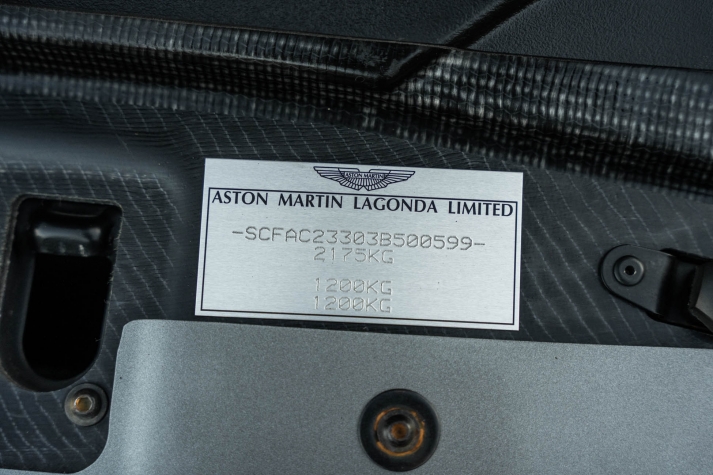 ASTON MARTIN
ASTON MARTIN LAGONDA LIMITED
-SCFAC23303B500599-
2175KG
1200KG
1200KG